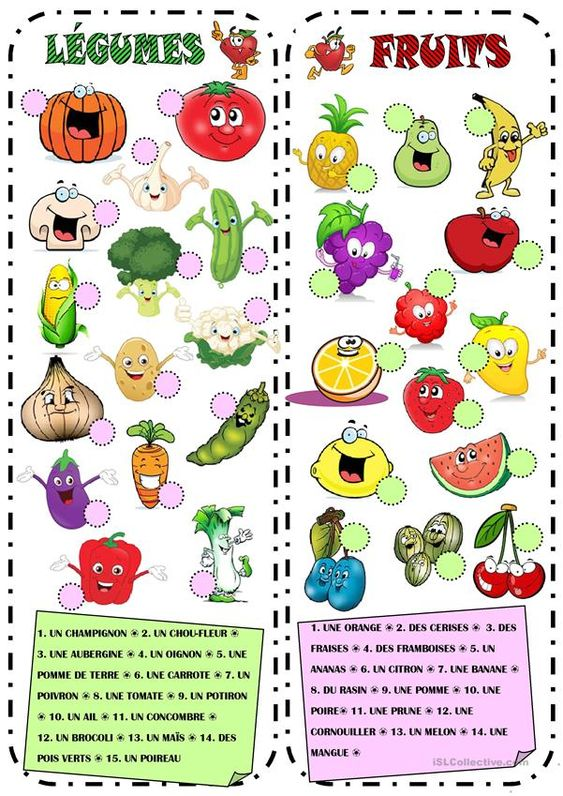 LÉGUMES
1. UN CHAMPIGNON ☀ 2. UN CHOU-FLEUR ☀
3. UNE AUBERGINE ☀ 4. UN OIGNON ☀ 5. UNE
POMME DE TERRE ☀ 6. UNE CAROTTE ☀ 7. UN
POIVRON ☀ 8. UNE TOMATE ☀ 9. UN POTIRON
☀ 10. UN AIL ☀ 11. UN CONCOMBRE ☀
12. UN BROCOLI ☀ 13. UN MAÏS ☀ 14. DES
POIS VERTS ☀ 15. UN POIREAU
FRUITS
1. UNE ORANGE ☀ 2. DES CERISES ☀ 3. DES
FRAISES ☀ 4. DES FRAMBOISES ☀ 5. UN
ANANAS ☀ 6. UN CITRON ☀ 7. UNE BANANE ☀
8. DU RASIN ☀ 9. UNE POMME ☀ 10. UNE
POIRE☀ 11. UNE PRUNE ☀ 12. UNE
CORNOUILLER ☀ 13. UN MELON ☀ 14. UNE
MANGUE ☀
iSLCollective.com